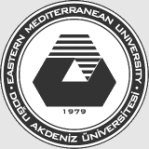 • EASTERN MEDITERRANEAN UNIVERSITY •
1979
DOĞU AKDENİZ ÜNİVERSİTESİ